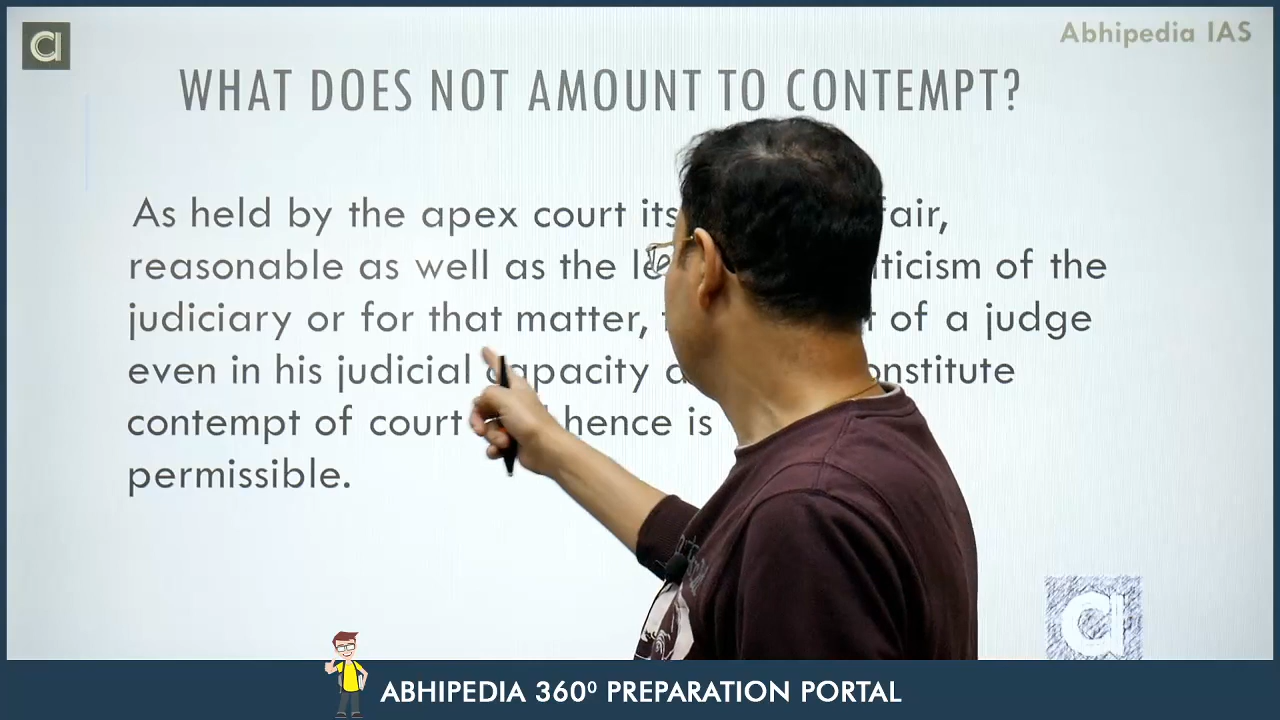 Abhipedia IAS
WHAT DOES NOT AMOUNT TO CONTEMPT?
As held by the apex court its fair,
reasonable as well as the le ticism of the
judiciary or for that matter, of a judge
even in his judicial capacity onstitute
contempt of court hence is
permissible.
ABHIPEDIA 360⁰ PREPARATION PORTAL